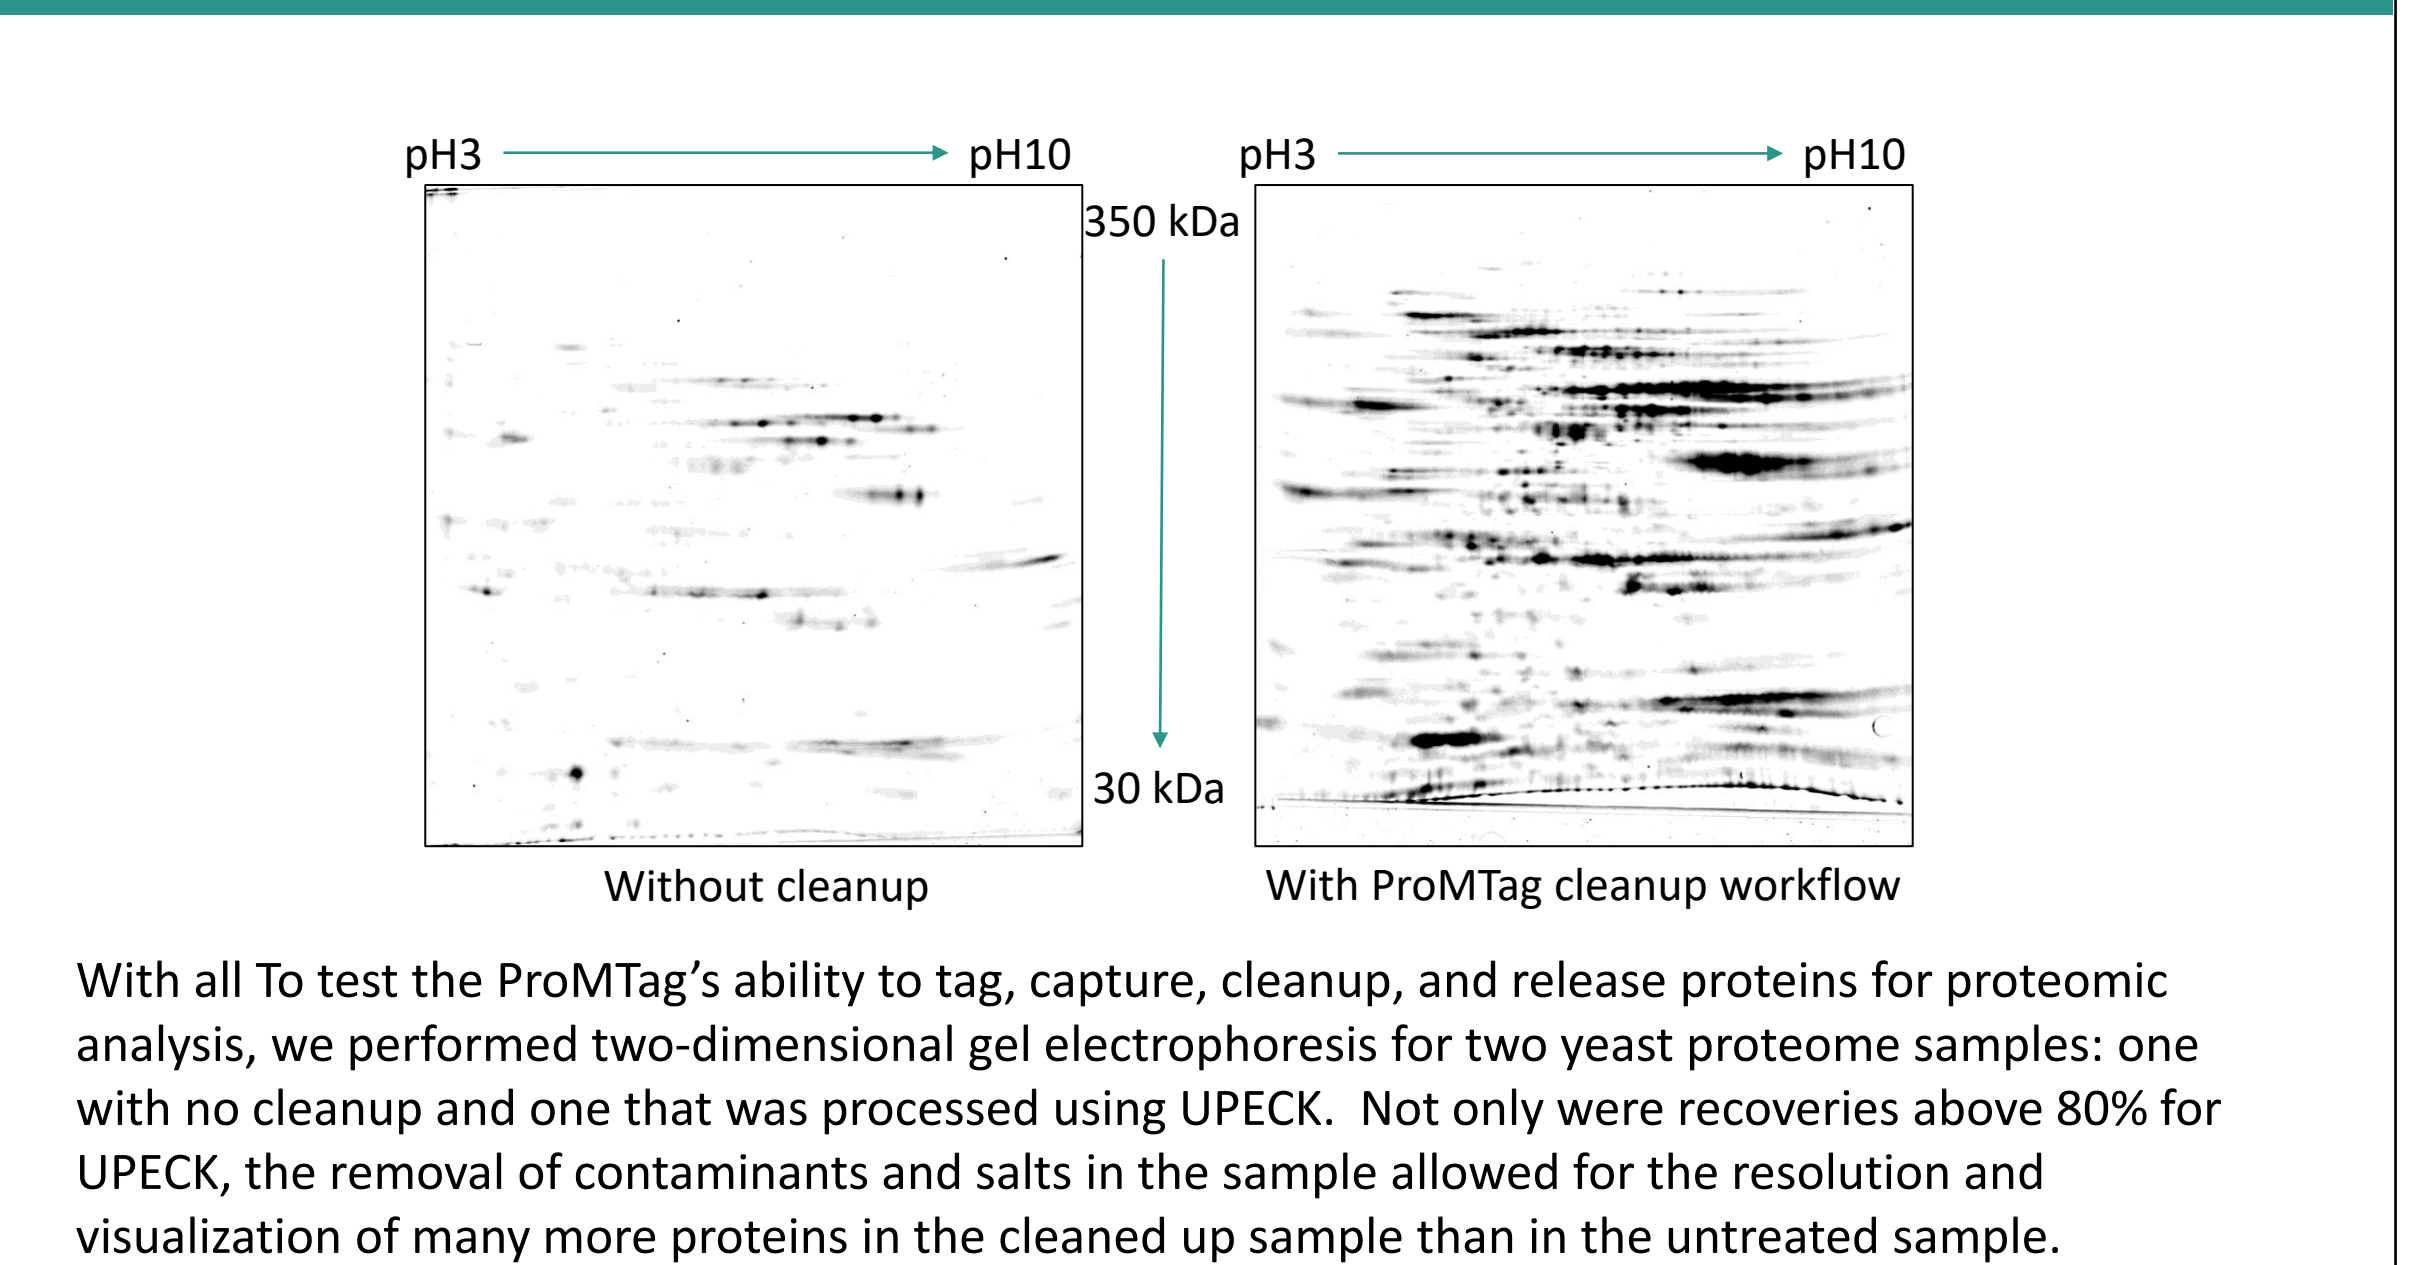 pH3 pH10 pH3 pH10
350 kDa
30 kDa
Without cleanup With ProMTag cleanup workflow
With all To test the ProMTag’s ability to tag, capture, cleanup, and release proteins for proteomic
analysis, we performed two-dimensional gel electrophoresis for two yeast proteome samples: one
with no cleanup and one that was processed using UPECK.  Not only were recoveries above 80% for
UPECK, the removal of contaminants and salts in the sample allowed for the resolution and
visualization of many more proteins in the cleaned up sample than in the untreated sample.